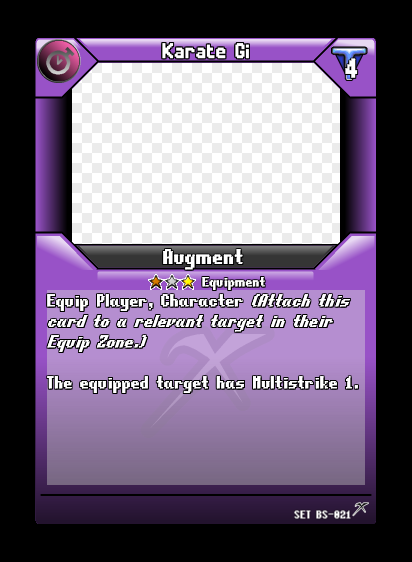 Karate Gi
4
Augment
Equipment
Equip Player, Character (Attach this
card to a relevant target in their
Equip Zone.)
The equipped target has Multistrike 1.
SET BS-021